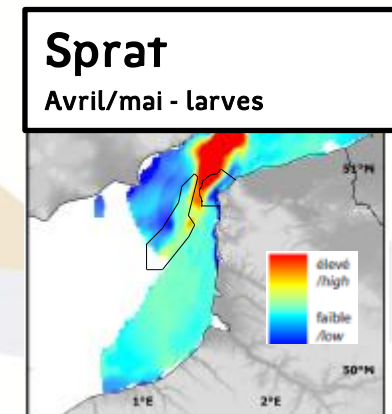 Sprat
Avril/mai - larves
51°N
élevé
/high
faible
/low
50°N
1°E
2°E